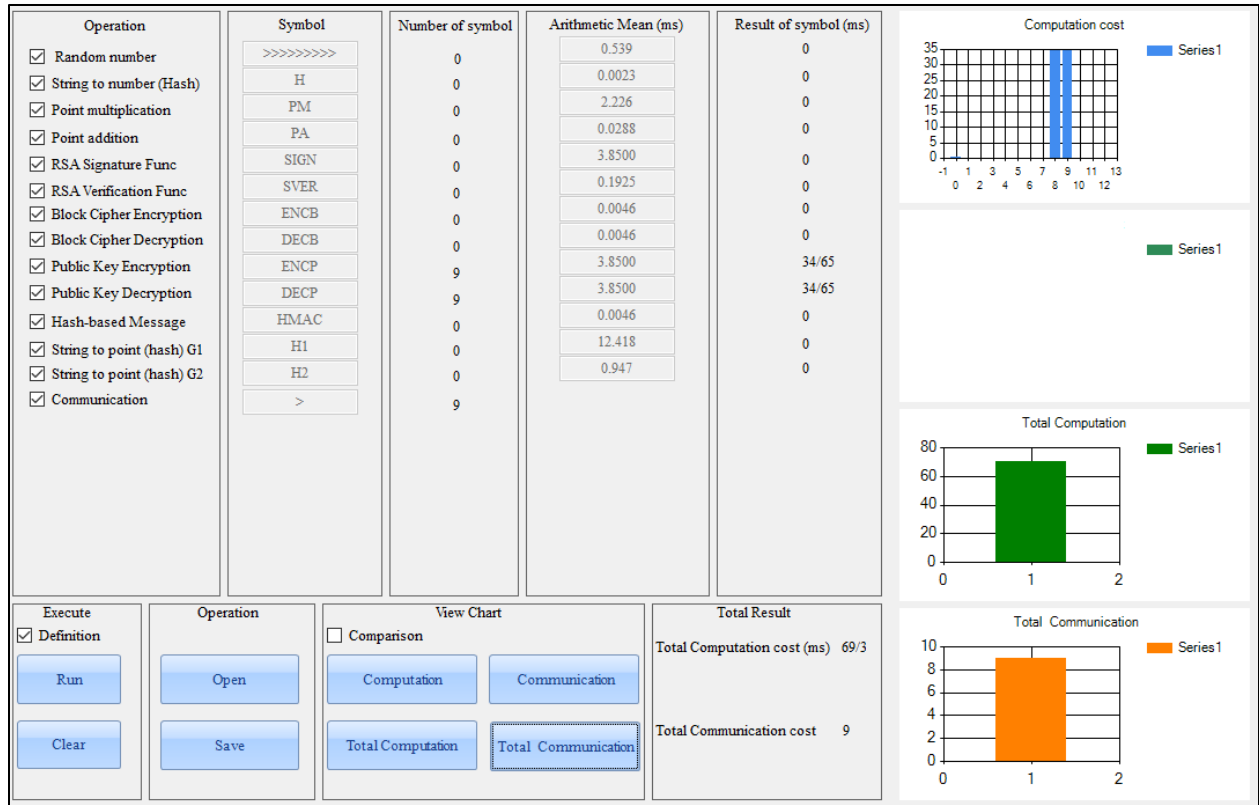 Operation Symbol Number of symbol Arithmetic Mean (ms) Result of symbol (ms)
Random number >>>>>>>>> 0 0.539 0
String to number (Hash) H 0 0.0023 0
Point multiplication PM 0 2.226 0
Point addition PA 0 0.0288 0
RSA Signature Func SIGN 0 3.8500 0
RSA Verification Func SVER 0 0.1925 0
Block Cipher Encryption ENCB 0 0.0046 0
Block Cipher Decryption DECB 0 0.0046 0
Public Key Encryption ENCP 9 3.8500 34/65
Public Key Decryption DECP 9 3.8500 34/65
Hash-based Message HMAC 0 0.0046 0
String to point (hash) G1 H1 0 12.418 0
String to point (hash) G2 H2 0 0.947 0
Communication > 9
Execute Operation View Chart Total Result
Definition Comparison
Total Computation cost (ms) 69/3
Run Open Computation Communication
Total Communication cost 9
Clear Save Total Computation Total Communication
Computation cost
Series1
35
30
25
20
15
10
5
0
-1 1 3 5 7 9 11 13
0 2 4 6 8 10 12
Series1
Total Computation
Series1
80
60
40
20
0
0 1 2
Total Communication
Series1
10
8
6
4
2
0
0 1 2